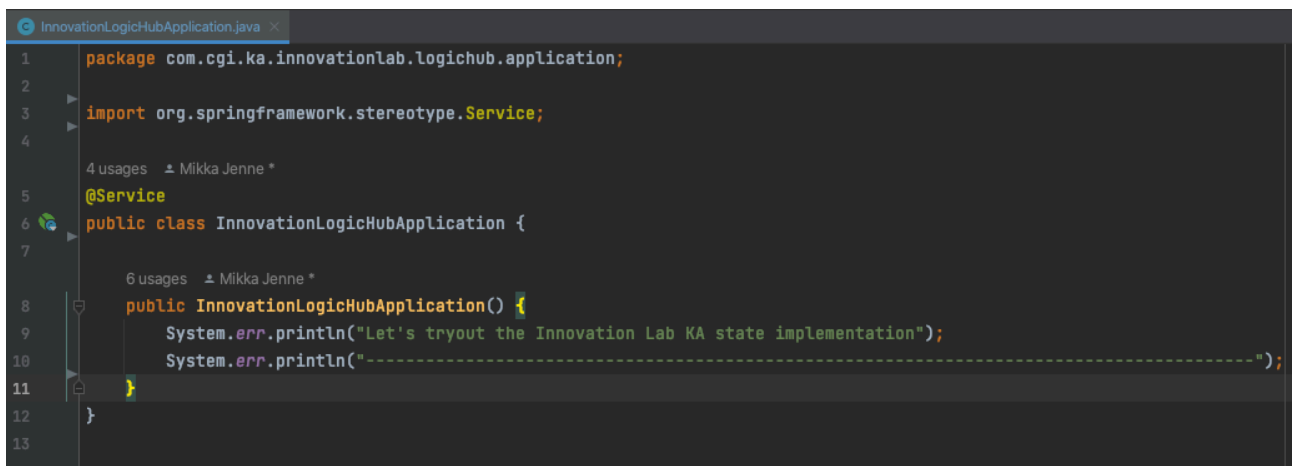 InnovationLogicHubApplication.java ×
1 package com.cgi.ka.innovationlab.logichub.application;
2
3 import org.springframework.stereotype.Service;
4
4 usages Mikka Jenne *
5 @Service
6 public class InnovationLogicHubApplication {
7
6 usages Mikka Jenne *
8 public InnovationLogicHubApplication() {
9 System.err.println("Let's tryout the Innovation Lab KA state implementation");
10 System.err.println("-----------------------------------------------------------------------------------------");
11 }
12 }
13